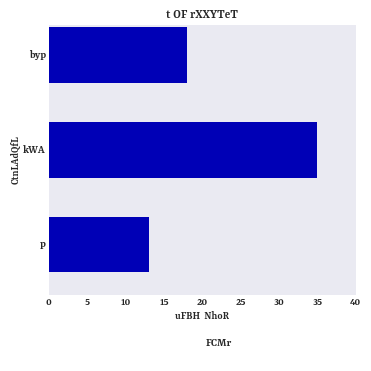 t OF rXXYTeT
byp
kWA
p
CtnLAdQfL
0 5 10 15 20 25 30 35 40
uFBH NhoR
FCMr